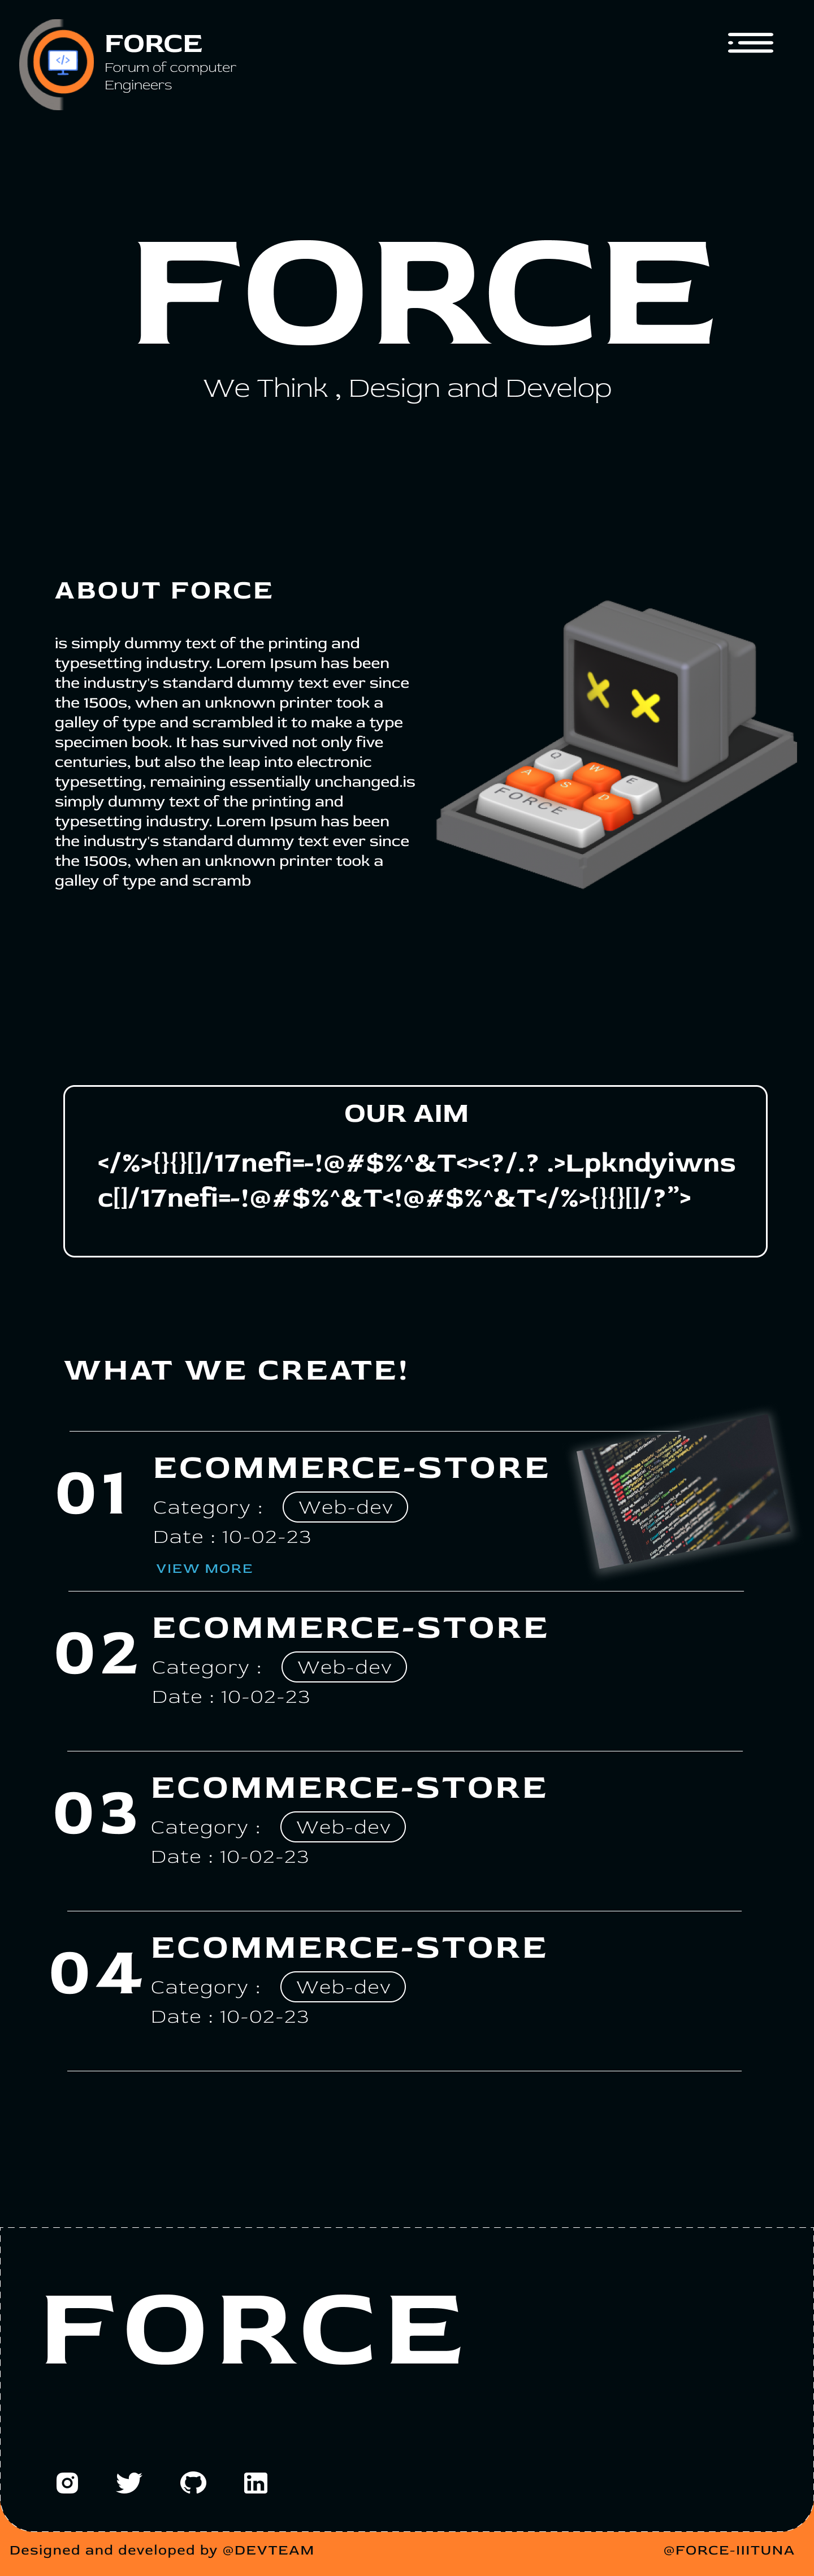 FORCE
Forum of computer
Engineers
FORCE
We Think , Design and Develop
ABOUT FORCE
is simply dummy text of the printing and
typesetting industry. Lorem Ipsum has been
the industry's standard dummy text ever since
the 1500s, when an unknown printer took a
galley of type and scrambled it to make a type
specimen book. It has survived not only five
centuries, but also the leap into electronic
typesetting, remaining essentially unchanged.is
simply dummy text of the printing and
typesetting industry. Lorem Ipsum has been
the industry's standard dummy text ever since
the 1500s, when an unknown printer took a
galley of type and scramb
Q W E
A S D
FORCE
OUR AIM
</%>{}{}[]/17nefi=-!@#$%^&T<><?/.? .>Lpkndyiwns
c[]/17nefi=-!@#$%^&T<!@#$%^&T</%>{}{}[]/?”>
WHAT WE CREATE!
01
ECOMMERCE-STORE
Category : Web-dev
Date : 10-02-23
VIEW MORE
02
ECOMMERCE-STORE
Category : Web-dev
Date : 10-02-23
03
ECOMMERCE-STORE
Category : Web-dev
Date : 10-02-23
04
ECOMMERCE-STORE
Category : Web-dev
Date : 10-02-23
FORCE
Designed and developed by @DEVTEAM
@FORCE-IIITUNA